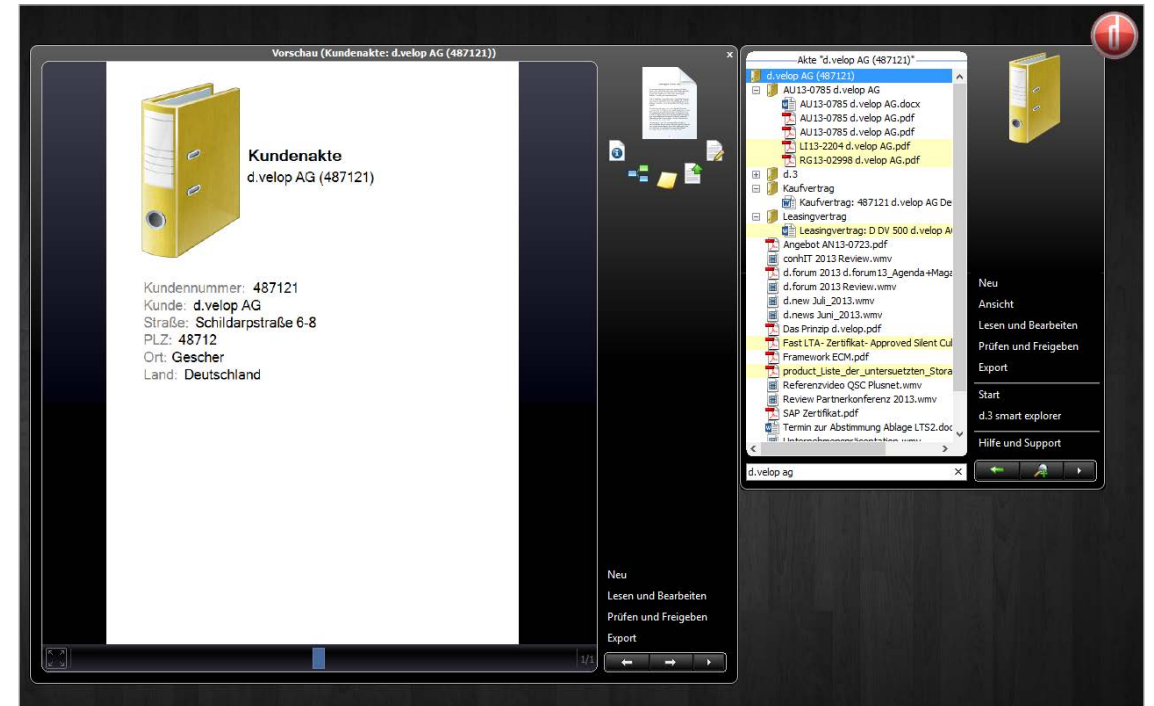 Vorschau (Kundenakte: d.velop AG (487121))
x
Kundenakte
d.velop AG (487121)
Kundennummer: 487121
Kunde: d.velop AG
Straße: Schildarpstraße 6-8
PLZ: 48712
Ort: Gescher
Land: Deutschland
1/1
Neu
Lesen und Bearbeiten
Prüfen und Freigeben
Export
Akte "d.velop AG (487121)"
d.velop AG (487121)
AU13-0785 d.velop AG
AU13-0785 d.velop AG.docx
AU13-0785 d.velop AG.pdf
AU13-0785 d.velop AG.pdf
LI13-2204 d.velop AG.pdf
RG13-02998 d.velop AG.pdf
d.3
Kaufvertrag
Kaufvertrag: 487121 d.velop AG De
Leasingvertrag
Leasingvertrag: D DV 500 d.velop A
Angebot AN13-0723.pdf
conhIT 2013 Review.wmv
d.forum 2013 d.forum13_Agenda+Maga
d.forum 2013 Review.wmv
d.new Juli_2013.wmv
d.news Juni_2013.wmv
Das Prinzip d.velop.pdf
Fast LTA- Zertifikat- Approved Silent Cul
Framework ECM.pdf
product_Liste_der_untersuetzten_Stora
Referenzvideo QSC Plusnet.wmv
Review Partnerkonferenz 2013.wmv
SAP Zertifikat.pdf
Termin zur Abstimmung Ablage LTS2.doc
Unternehmenspräsentation.wmv
d.velop ag
d
Neu
Ansicht
Lesen und Bearbeiten
Prüfen und Freigeben
Export
Start
d.3 smart explorer
Hilfe und Support